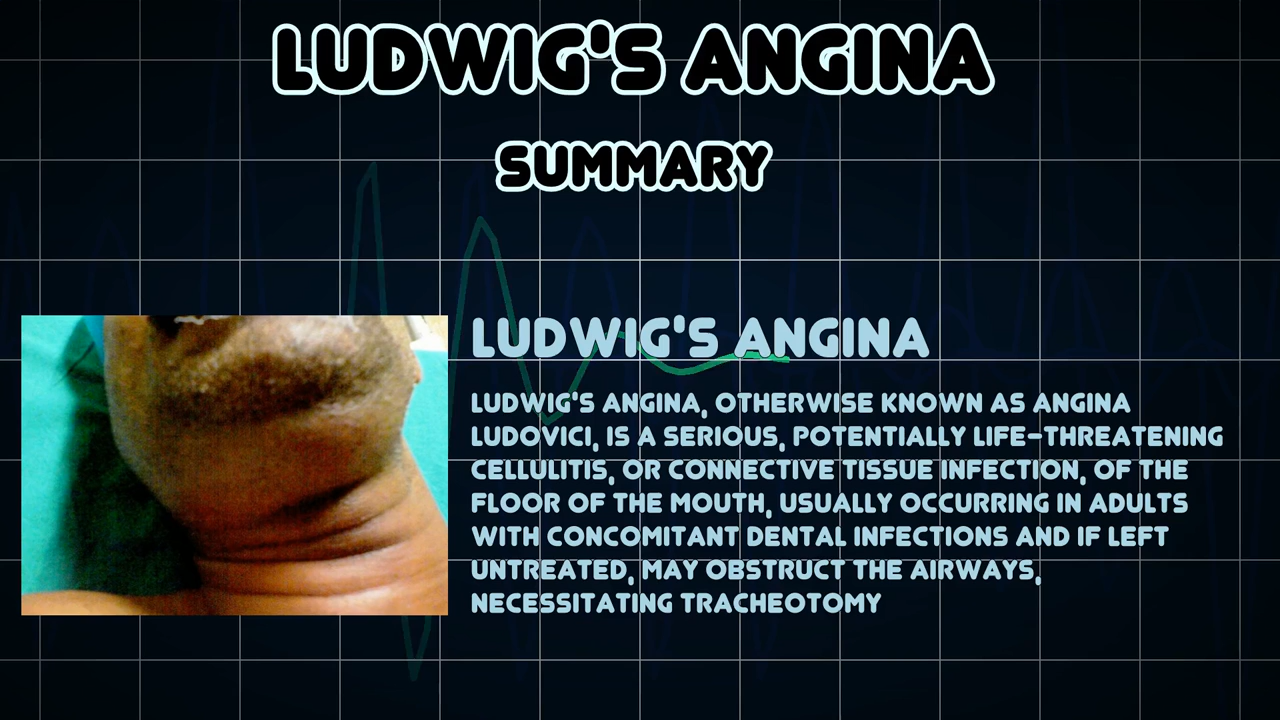 LUDWIG'S ANGINA
SUMMARY
LUDWIG'S ANGINA
LUDWIG'S ANGINA, OTHERWISE KNOWN AS ANGINA
LUDOVICI, IS A SERIOUS, POTENTIALLY LIFE-THREATENING
CELLULITIS, OR CONNECTIVE TISSUE INFECTION, OF THE
FLOOR OF THE MOUTH, USUALLY OCCURRING IN ADULTS
WITH CONCOMITANT DENTAL INFECTIONS AND IF LEFT
UNTREATED, MAY OBSTRUCT THE AIRWAYS,
NECESSITATING TRACHEOTOMY